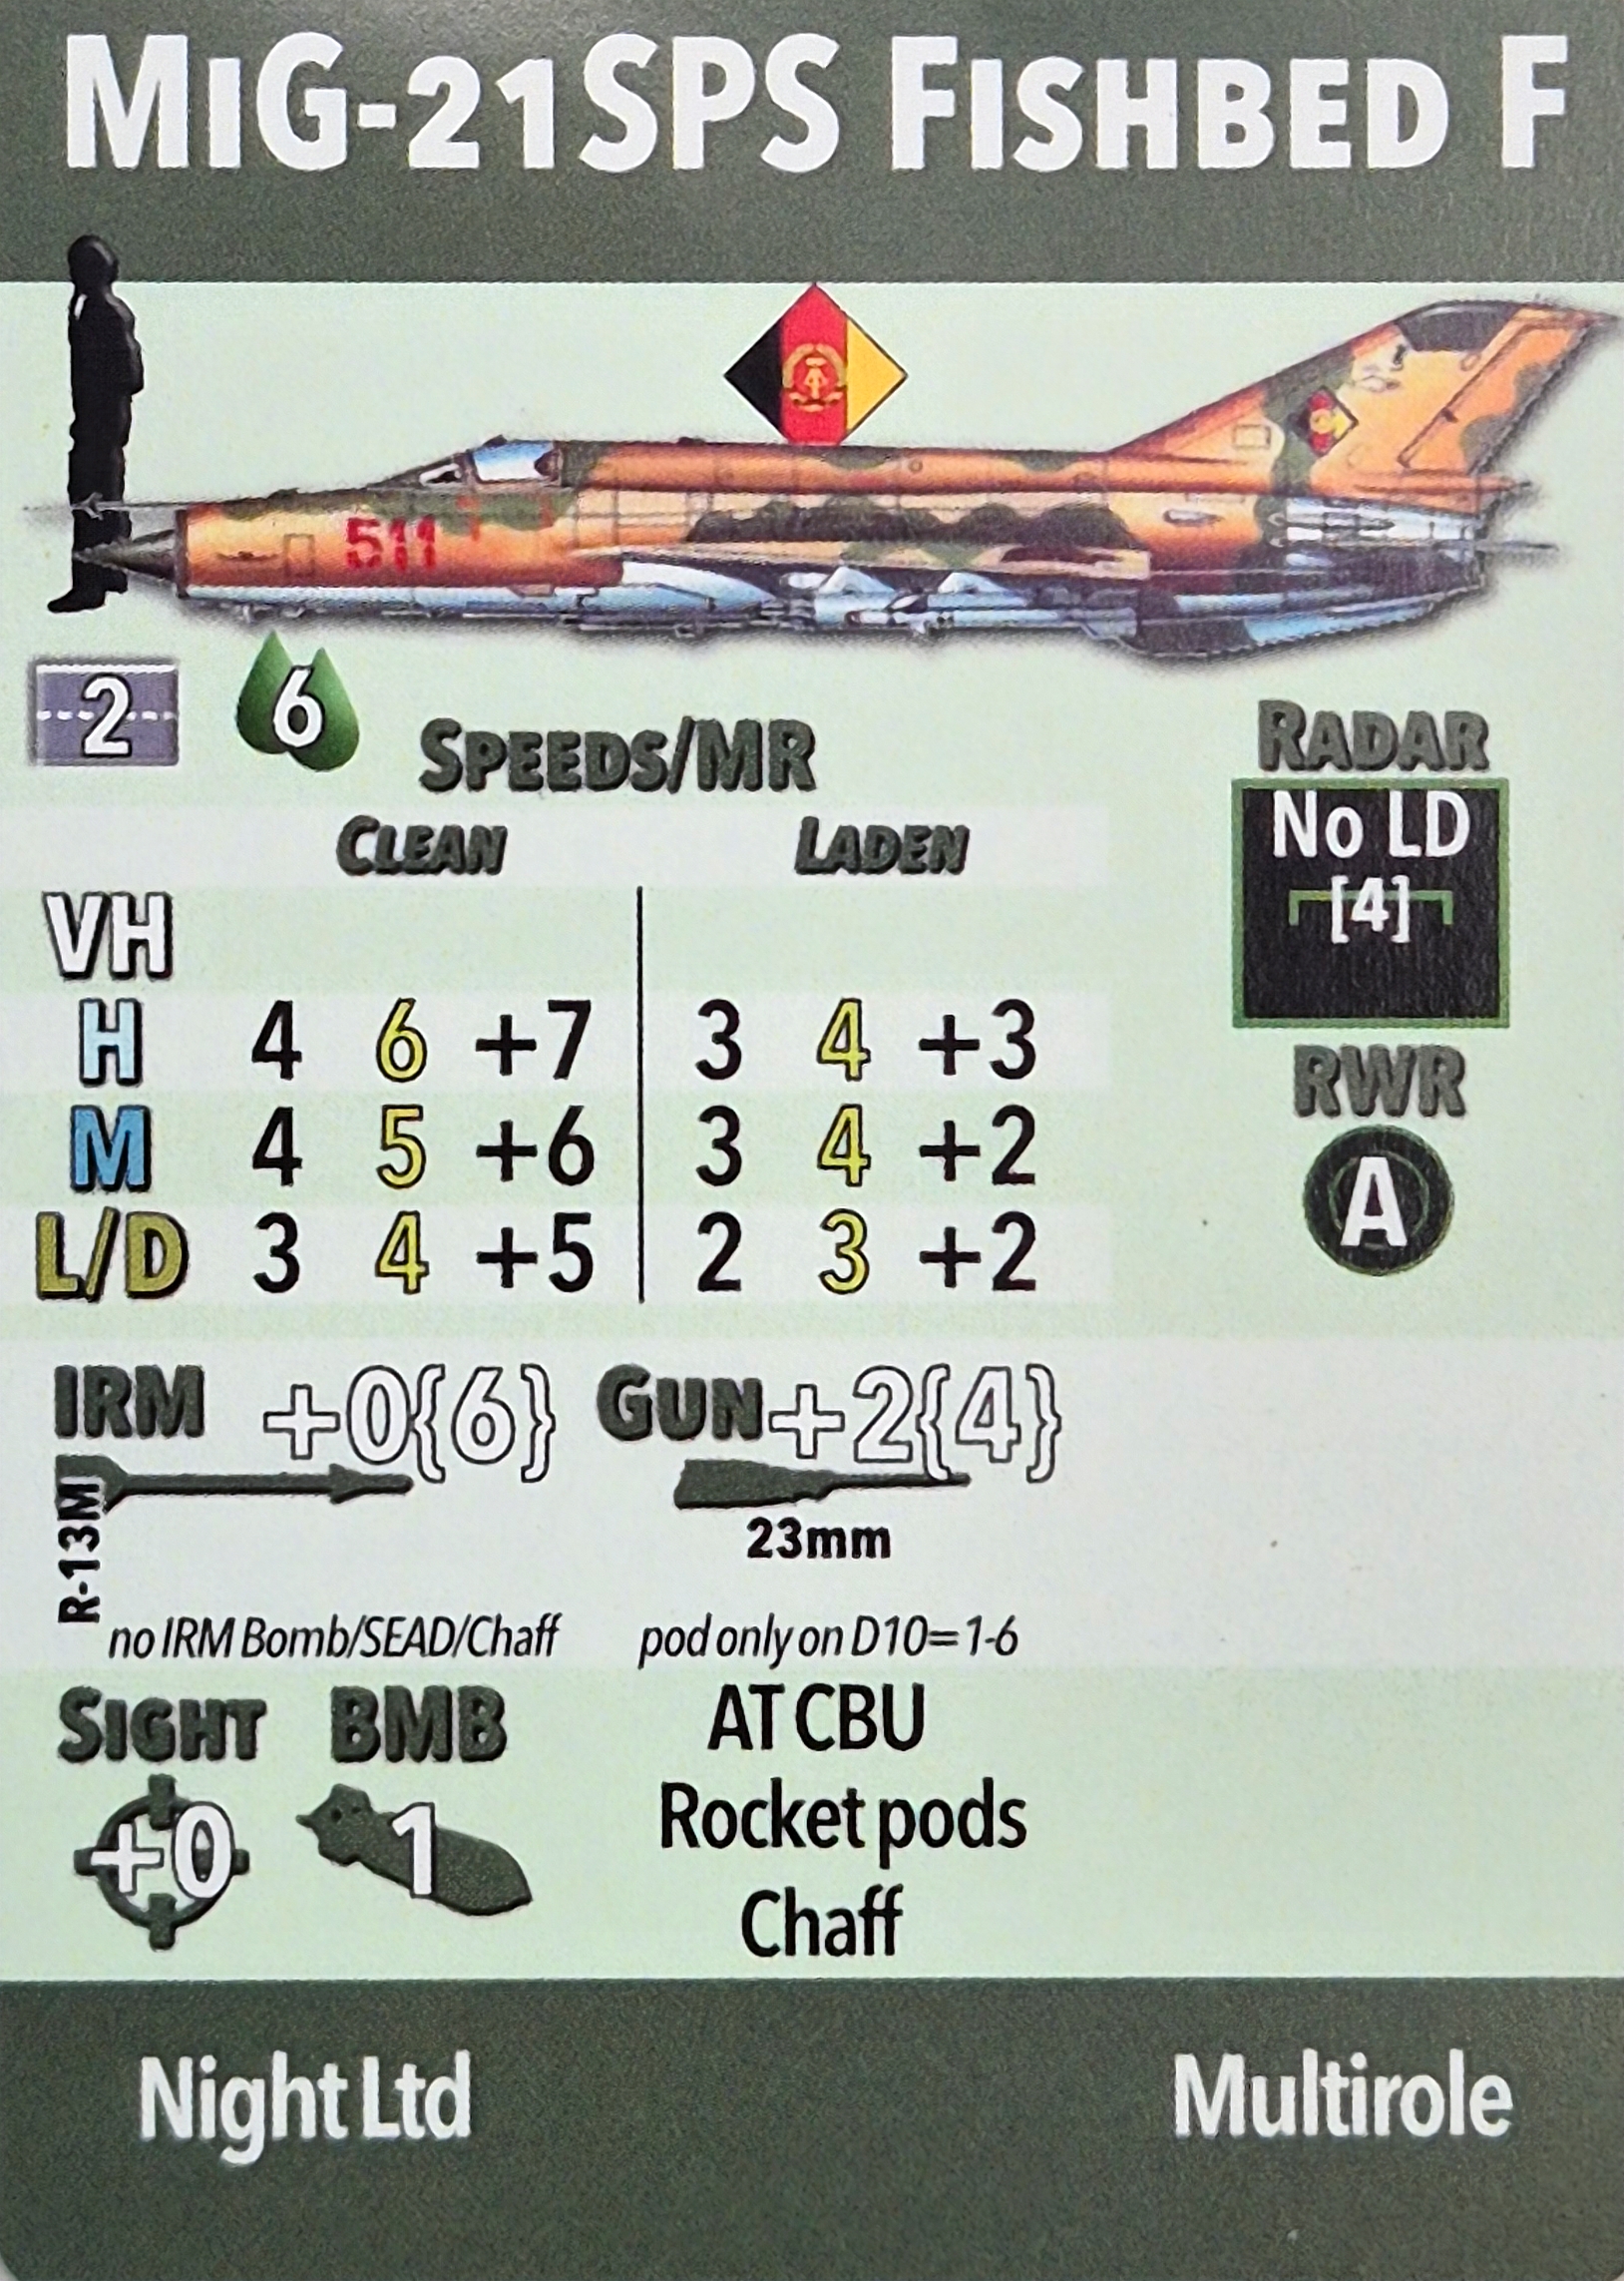 MiG-21SPS Fishbed F
511
2 6
Speeds/MR
Radar
Clean Laden
No LD
[4]
VH
H 4 6 +7 3 4 +3
RWR
M 4 5 +6 3 4 +2
A
L/D 3 4 +5 2 3 +2
IRM +0{6} Gun +2{4}
R-13M
23mm
no IRM Bomb/SEAD/Chaff pod only on D10=1-6
Sight BMB AT CBU
+0 1 Rocket pods
Chaff
Night Ltd Multirole